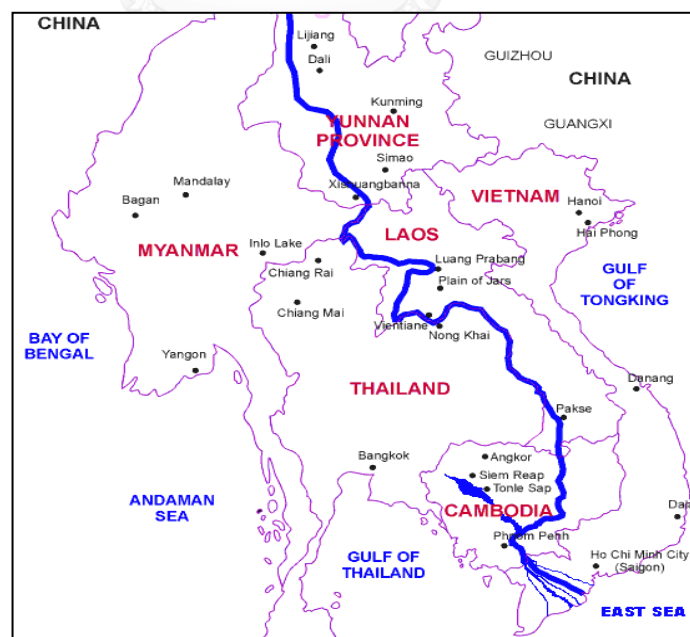 CHINA
Lijiang
Dali
GUIZHOU
CHINA
Kunming
YUNNAN
PROVINCE
GUANGXI
Simao
Xishuangbanna
VIETNAM
Mandalay
Bagan
Hanoi
Hai Phong
LAOS
MYANMAR
Inlo Lake
Chiang Rai
Luang Prabang
Plain of Jars
GULF
OF
TONGKING
Chiang Mai
Vientiane
Nong Khai
BAY OF
BENGAL
Yangon
THAILAND
Danang
Pakse
Bangkok
Angkor
Siem Reap
Tonle Sap
ANDAMAN
SEA
CAMBODIA
Phnom Penh
GULF OF
THAILAND
Ho Chi Minh City
(Saigon)
EAST SEA